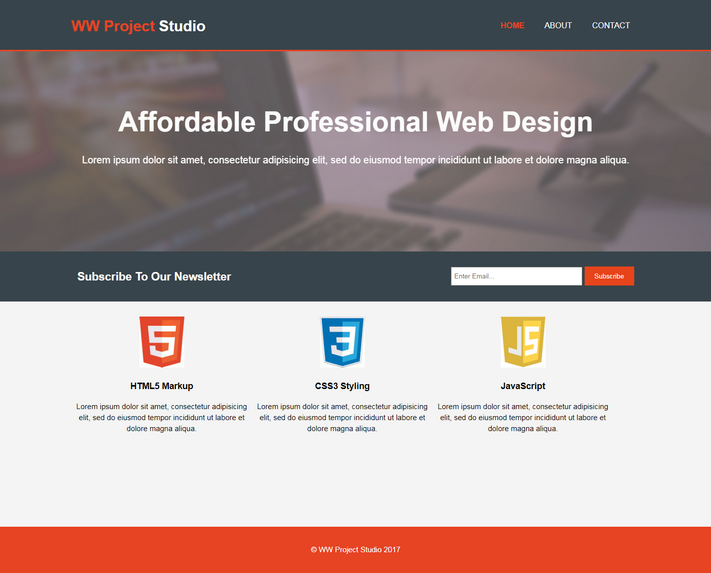 WW Project Studio
HOME ABOUT CONTACT
Affordable Professional Web Design
Lorem ipsum dolor sit amet, consectetur adipisicing elit, sed do eiusmod tempor incididunt ut labore et dolore magna aliqua.
Subscribe To Our Newsletter
Enter Email...
Subscribe
5
3
JS
HTML5 Markup
Lorem ipsum dolor sit amet, consectetur adipisicing
elit, sed do eiusmod tempor incididunt ut labore et
dolore magna aliqua.
CSS3 Styling
Lorem ipsum dolor sit amet, consectetur adipisicing
elit, sed do eiusmod tempor incididunt ut labore et
dolore magna aliqua.
JavaScript
Lorem ipsum dolor sit amet, consectetur adipisicing
elit, sed do eiusmod tempor incididunt ut labore et
dolore magna aliqua.
© WW Project Studio 2017